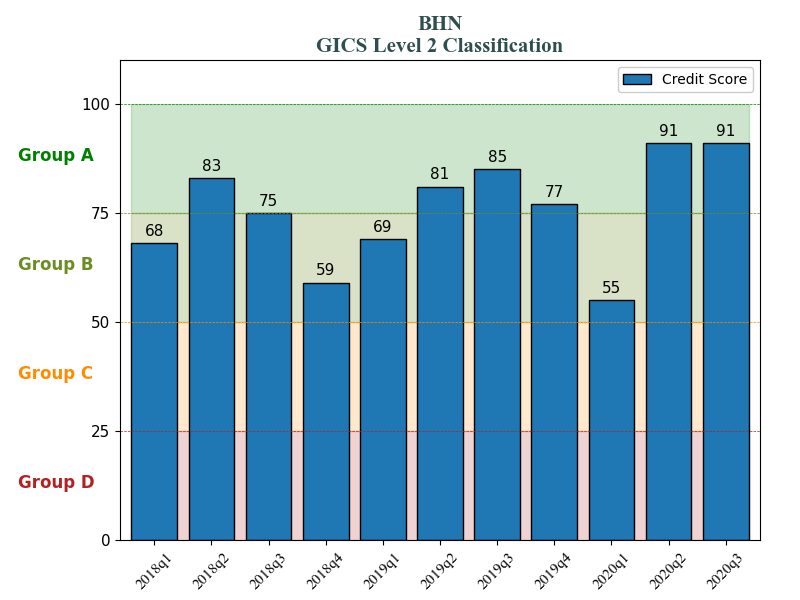 BHN
GICS Level 2 Classification
Credit Score
100
Group A
91
91
85
83
81
77
75
75
69
68
Group B
59
55
50
Group C
25
Group D
0
2018q1
2018q2
2018q3
2018q4
2019q1
2019q2
2019q3
2019q4
2020q1
2020q2
2020q3